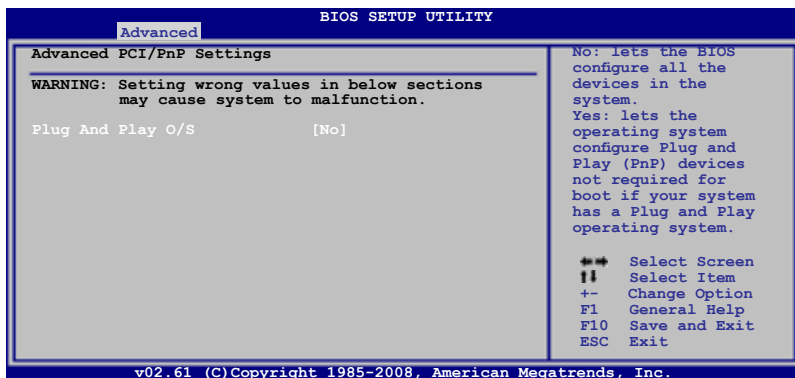 BIOS SETUP UTILITY
Advanced
Advanced PCI/PnP Settings
WARNING: Setting wrong values in below sections
may cause system to malfunction.
Plug And Play O/S [No]
No: lets the BIOS
configure all the
devices in the
system.
Yes: lets the
operating system
configure Plug and
Play (PnP) devices
not required for
boot if your system
has a Plug and Play
operating system.
←→ Select Screen
↑↓ Select Item
+- Change Option
F1 General Help
F10 Save and Exit
ESC Exit
v02.61 (C)Copyright 1985-2008, American Megatrends, Inc.